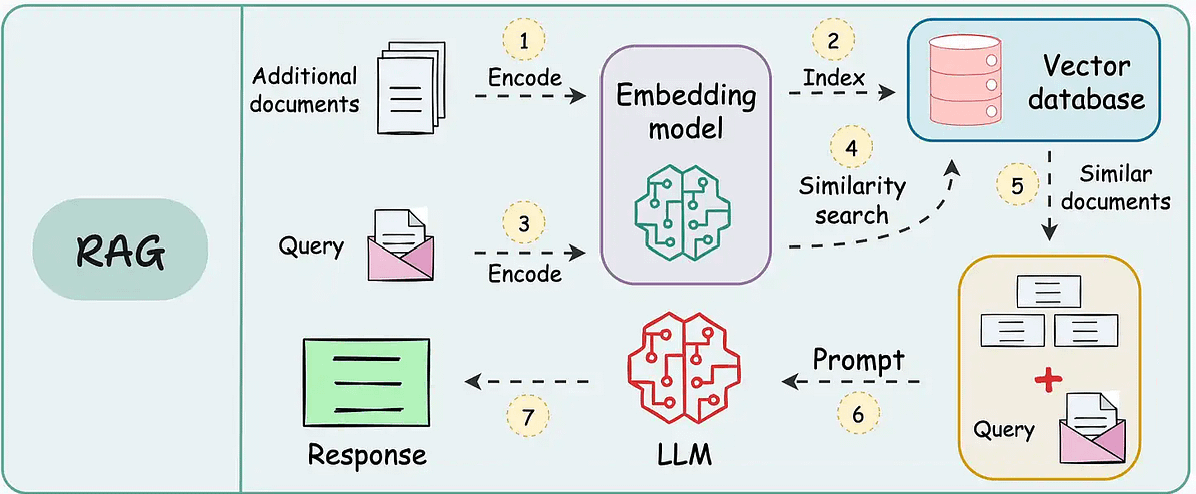 RAG
Additional
documents
1
Encode
Embedding
model
2
Index
Vector
database
Query
3
Encode
4
Similarity
search
5
Similar
documents
Query
Prompt
6
LLM
7
Response